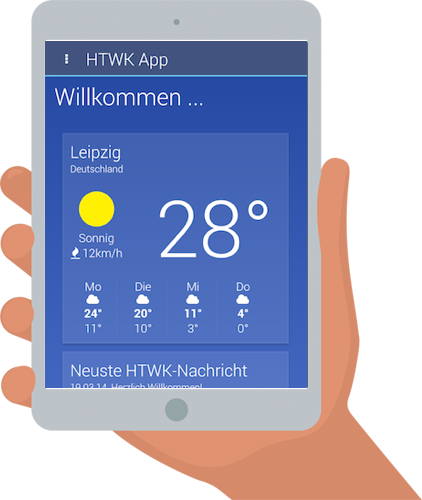 HTWK App
Willkommen ...
Leipzig
Deutschland
28°
Sonnig
12km/h
Mo Die Mi Do
24° 20° 11° 4°
11° 10° 3° 0°
Neuste HTWK-Nachricht
19.03.14, Herzlich Willkommen!